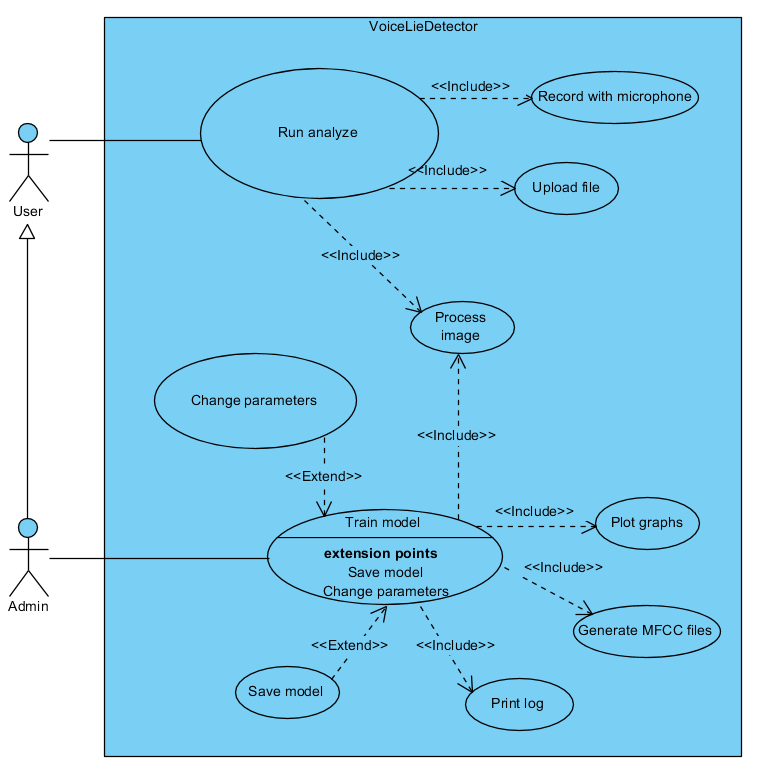 VoiceLieDetector
<<Include>>
Record with microphone
Run analyze
<<Include>>
Upload file
User
<<Include>>
Process
image
Change parameters
<<Include>>
<<Extend>>
Train model
<<Include>>
Plot graphs
extension points
Save model
Change parameters
<<Include>>
Admin
Generate MFCC files
<<Extend>>
<<Include>>
Save model
Print log